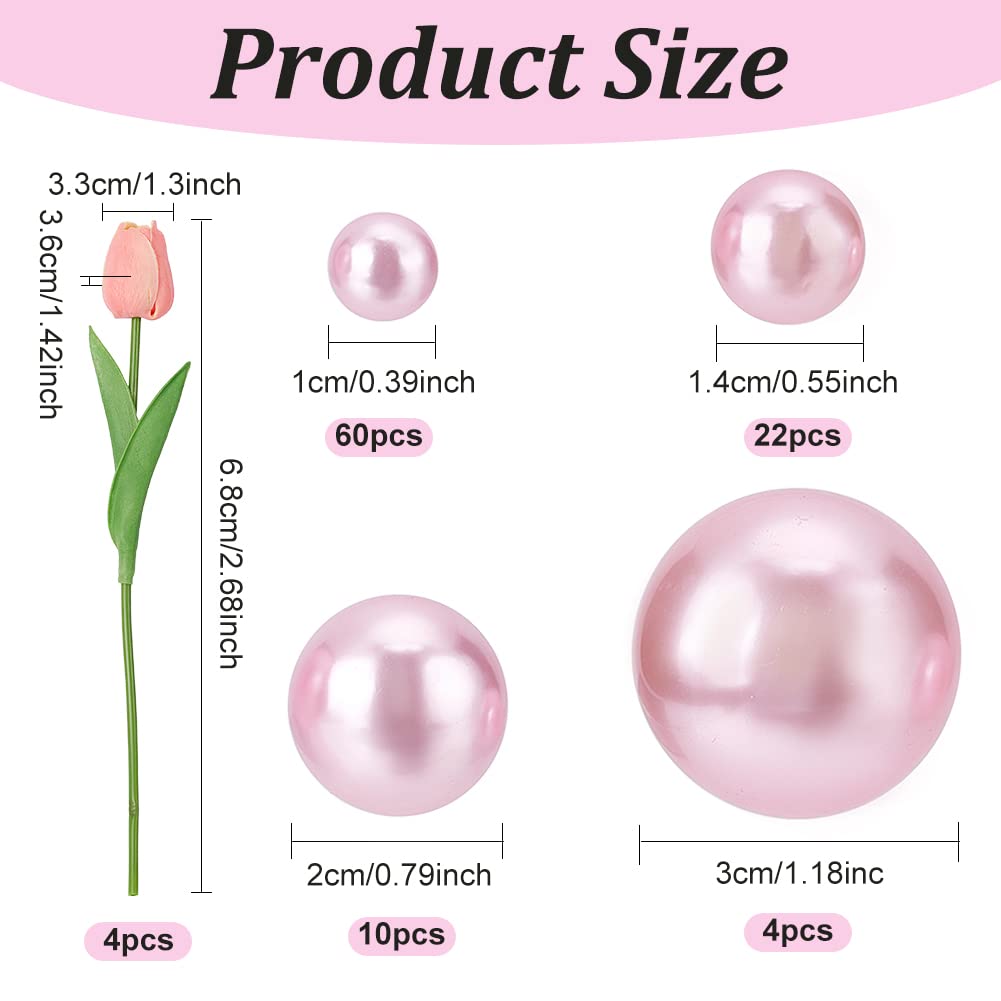 Product Size
3.3cm/1.3inch
3.6cm/1.42inch
6.8cm/2.68inch
4pcs
1cm/0.39inch
60pcs
1.4cm/0.55inch
22pcs
2cm/0.79inch
10pcs
3cm/1.18inc
4pcs